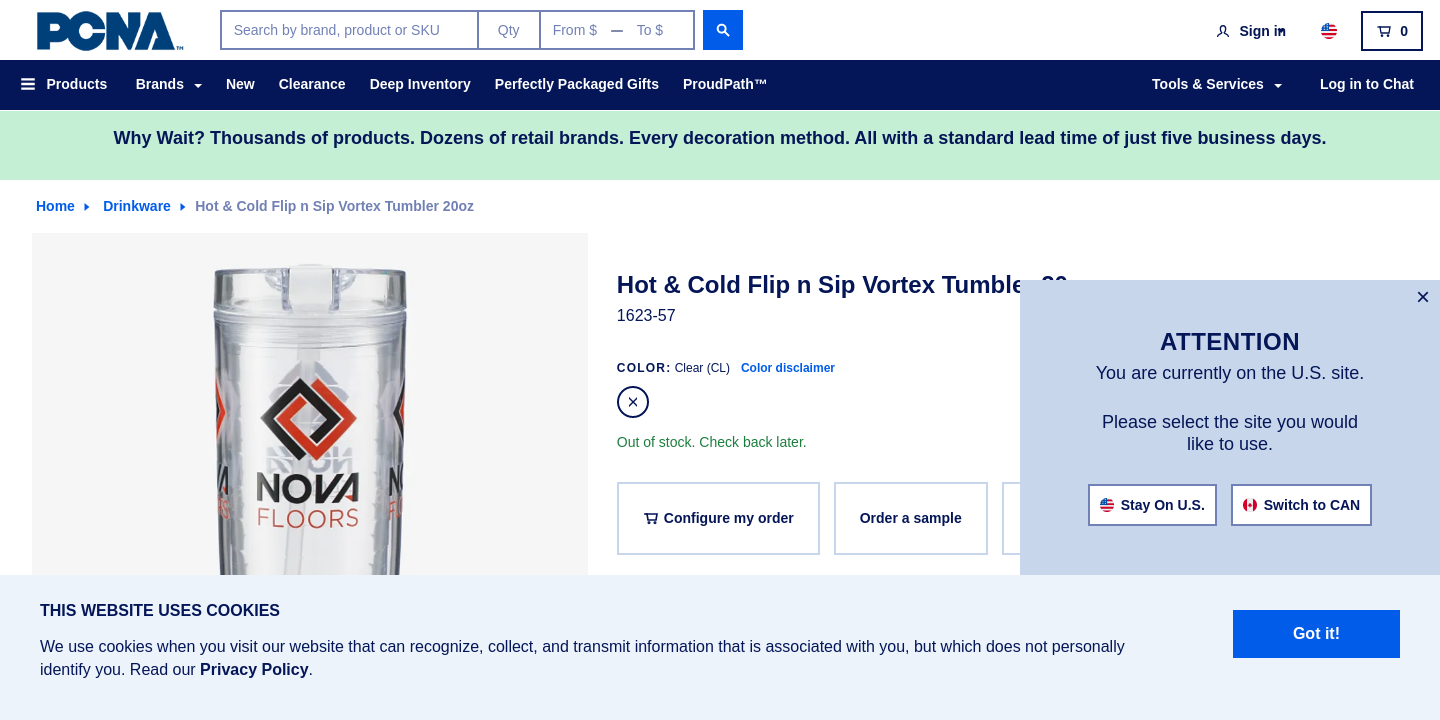 PCNA™
Search by brand, product or SKU
Qty
From $ — To $
Sign in
0
Products
Brands
New
Clearance
Deep Inventory
Perfectly Packaged Gifts
ProudPath™
Tools & Services
Log in to Chat
Why Wait? Thousands of products. Dozens of retail brands. Every decoration method. All with a standard lead time of just five business days.
Home
Drinkware
Hot & Cold Flip n Sip Vortex Tumbler 20oz
NOVA
FLOORS
Hot & Cold Flip n Sip Vortex Tumbler 20
1623-57
COLOR: Clear (CL) Color disclaimer
Out of stock. Check back later.
Configure my order
Order a sample
×
ATTENTION
You are currently on the U.S. site.
Please select the site you would
like to use.
Stay On U.S.
Switch to CAN
THIS WEBSITE USES COOKIES
We use cookies when you visit our website that can recognize, collect, and transmit information that is associated with you, but which does not personally
identify you. Read our Privacy Policy.
Got it!